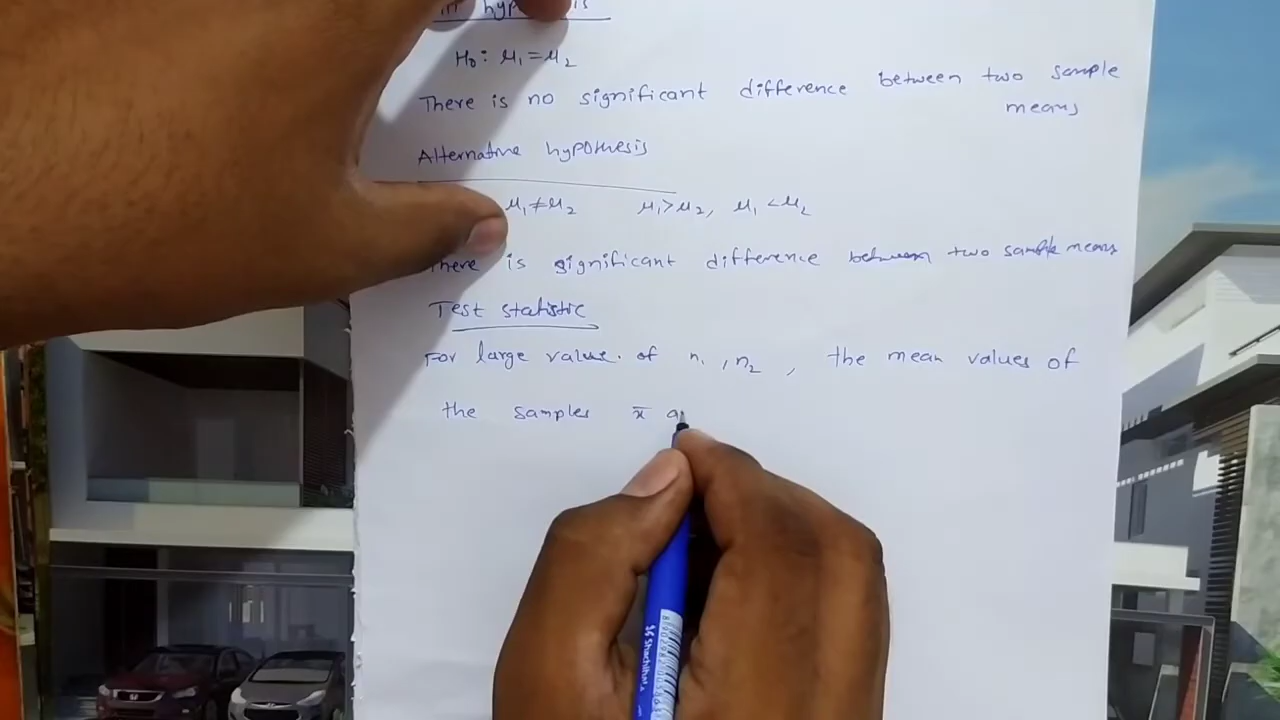 H₀: μ₁=μ₂
There is no significant difference between two sample
means
Alternative hypothesis
μ₁≠μ₂ μ₁>μ₂, μ₁<μ₂
There is significant difference between two sample means
Test statistic
For large value. of n₁, n₂, the mean values of
the samples x̄ a